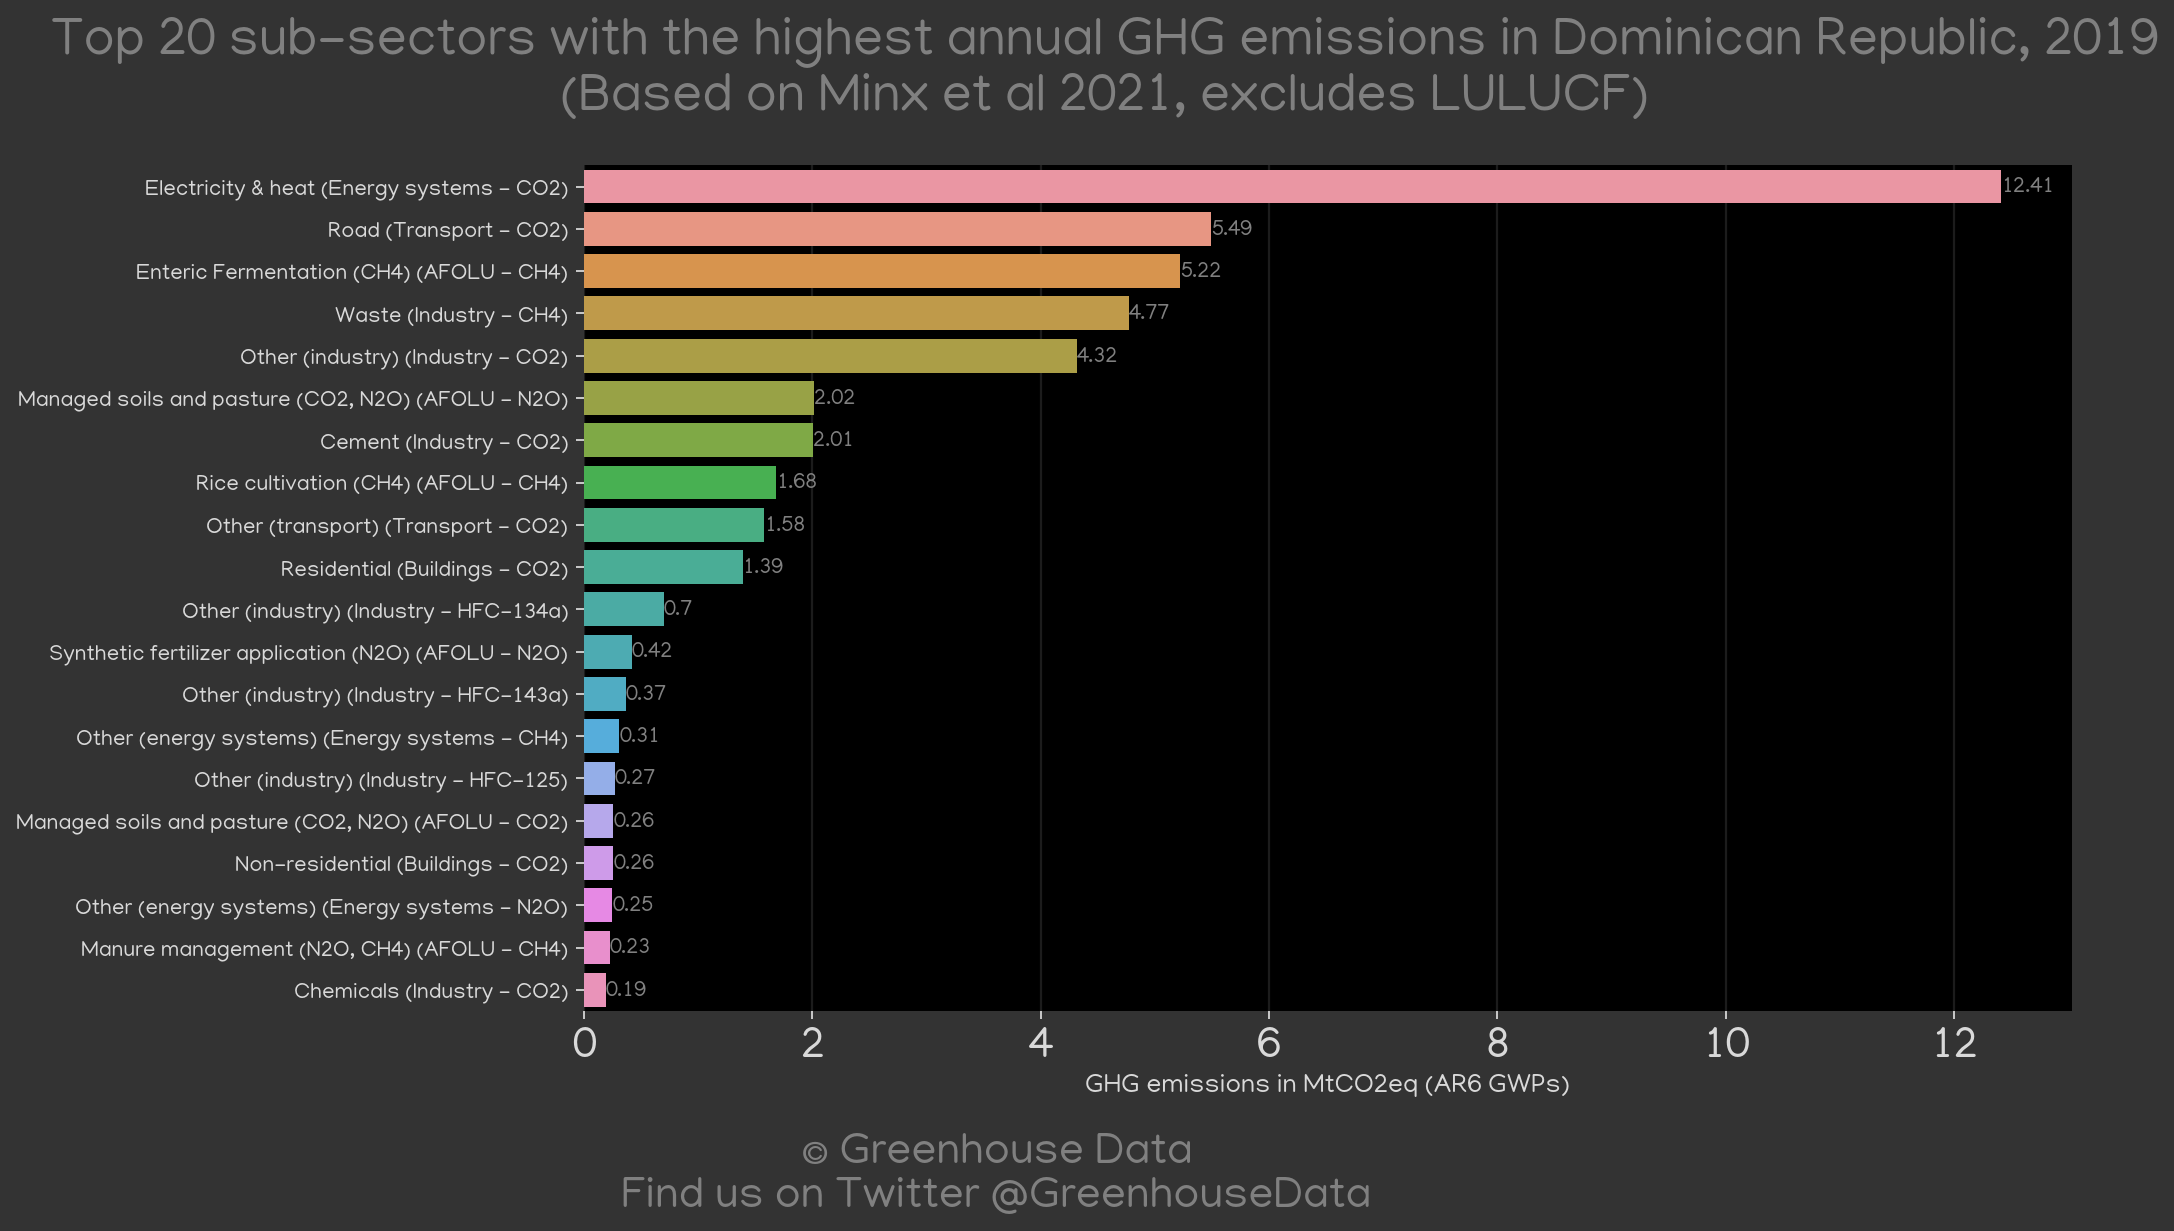 Top 20 sub-sectors with the highest annual GHG emissions in Dominican Republic, 2019
(Based on Minx et al 2021, excludes LULUCF)
Electricity & heat (Energy systems - CO2) 12.41
Road (Transport - CO2) 5.49
Enteric Fermentation (CH4) (AFOLU - CH4) 5.22
Waste (Industry - CH4) 4.77
Other (industry) (Industry - CO2) 4.32
Managed soils and pasture (CO2, N2O) (AFOLU - N2O) 2.02
Cement (Industry - CO2) 2.01
Rice cultivation (CH4) (AFOLU - CH4) 1.68
Other (transport) (Transport - CO2) 1.58
Residential (Buildings - CO2) 1.39
Other (industry) (Industry - HFC-134a) 0.7
Synthetic fertilizer application (N2O) (AFOLU - N2O) 0.42
Other (industry) (Industry - HFC-143a) 0.37
Other (energy systems) (Energy systems - CH4) 0.31
Other (industry) (Industry - HFC-125) 0.27
Managed soils and pasture (CO2, N2O) (AFOLU - CO2) 0.26
Non-residential (Buildings - CO2) 0.26
Other (energy systems) (Energy systems - N2O) 0.25
Manure management (N2O, CH4) (AFOLU - CH4) 0.23
Chemicals (Industry - CO2) 0.19
0 2 4 6 8 10 12
GHG emissions in MtCO2eq (AR6 GWPs)
© Greenhouse Data
Find us on Twitter @GreenhouseData